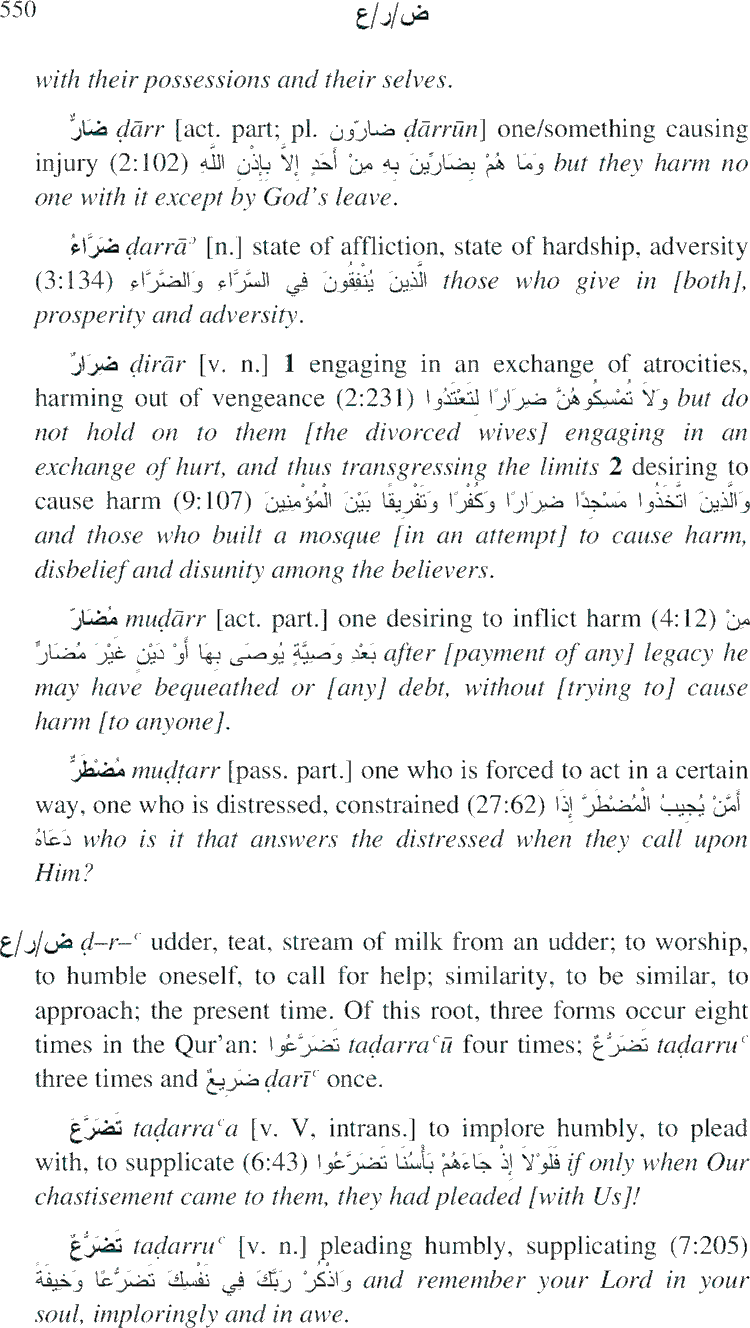 550 ض/ر/ع
with their possessions and their selves.
ضَارٌّ ḍārr [act. part; pl. ضارّون ḍārrūn] one/something causing
injury (2:102) وَمَا هُمْ بِضَارِّينَ بِهِ مِنْ أَحَدٍ إِلاَّ بِإِذْنِ اللَّهِ but they harm no
one with it except by God’s leave.
ضَرَّاءُ ḍarrāʾ [n.] state of affliction, state of hardship, adversity
(3:134) الَّذِينَ يُنْفِقُونَ فِي السَّرَّاءِ وَالضَّرَّاءِ those who give in [both],
prosperity and adversity.
ضِرَارٌ ḍirār [v. n.] 1 engaging in an exchange of atrocities,
harming out of vengeance (2:231) وَلاَ تُمْسِكُوهُنَّ ضِرَارًا لِتَعْتَدُوا but do
not hold on to them [the divorced wives] engaging in an
exchange of hurt, and thus transgressing the limits 2 desiring to
cause harm (9:107) وَالَّذِينَ اتَّخَذُوا مَسْجِدًا ضِرَارًا وَكُفْرًا وَتَفْرِيقًا بَيْنَ الْمُؤْمِنِينَ
and those who built a mosque [in an attempt] to cause harm,
disbelief and disunity among the believers.
مُضَارّ muḍārr [act. part.] one desiring to inflict harm (4:12) مِنْ
بَعْدِ وَصِيَّةٍ يُوصَى بِهَا أَوْ دَيْنٍ غَيْرَ مُضَارٍّ after [payment of any] legacy he
may have bequeathed or [any] debt, without [trying to] cause
harm [to anyone].
مُضْطَرٌّ muḍṭarr [pass. part.] one who is forced to act in a certain
way, one who is distressed, constrained (27:62) أَمَّنْ يُجِيبُ الْمُضْطَرَّ إِذَا
دَعَاهُ who is it that answers the distressed when they call upon
Him?
ض/ر/ع ḍ–r–ʿ udder, teat, stream of milk from an udder; to worship,
to humble oneself, to call for help; similarity, to be similar, to
approach; the present time. Of this root, three forms occur eight
times in the Qur’an: تَضَرَّعُوا taḍarraʿū four times; تَضَرُّعٌ taḍarruʿ
three times and ضَرِيعٌ ḍarīʿ once.
تَضَرَّعَ taḍarraʿa [v. V, intrans.] to implore humbly, to plead
with, to supplicate (6:43) فَلَوْلاَ إِذْ جَاءَهُمْ بَأْسُنَا تَضَرَّعُوا if only when Our
chastisement came to them, they had pleaded [with Us]!
تَضَرُّعٌ taḍarruʿ [v. n.] pleading humbly, supplicating (7:205)
وَاذْكُرْ رَبَّكَ فِي نَفْسِكَ تَضَرُّعًا وَخِيفَةً and remember your Lord in your
soul, imploringly and in awe.